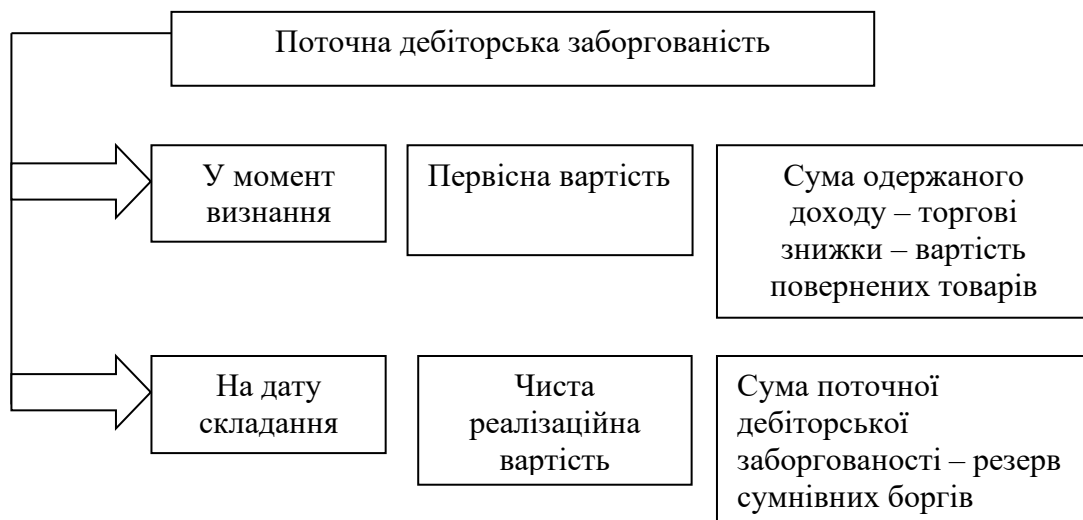 Поточна дебіторська заборгованість
У момент
визнання
Первісна вартість
Сума одержаного
доходу – торгові
знижки – вартість
повернених товарів
На дату
складання
Чиста
реалізаційна
вартість
Сума поточної
дебіторської
заборгованості – резерв
сумнівних боргів